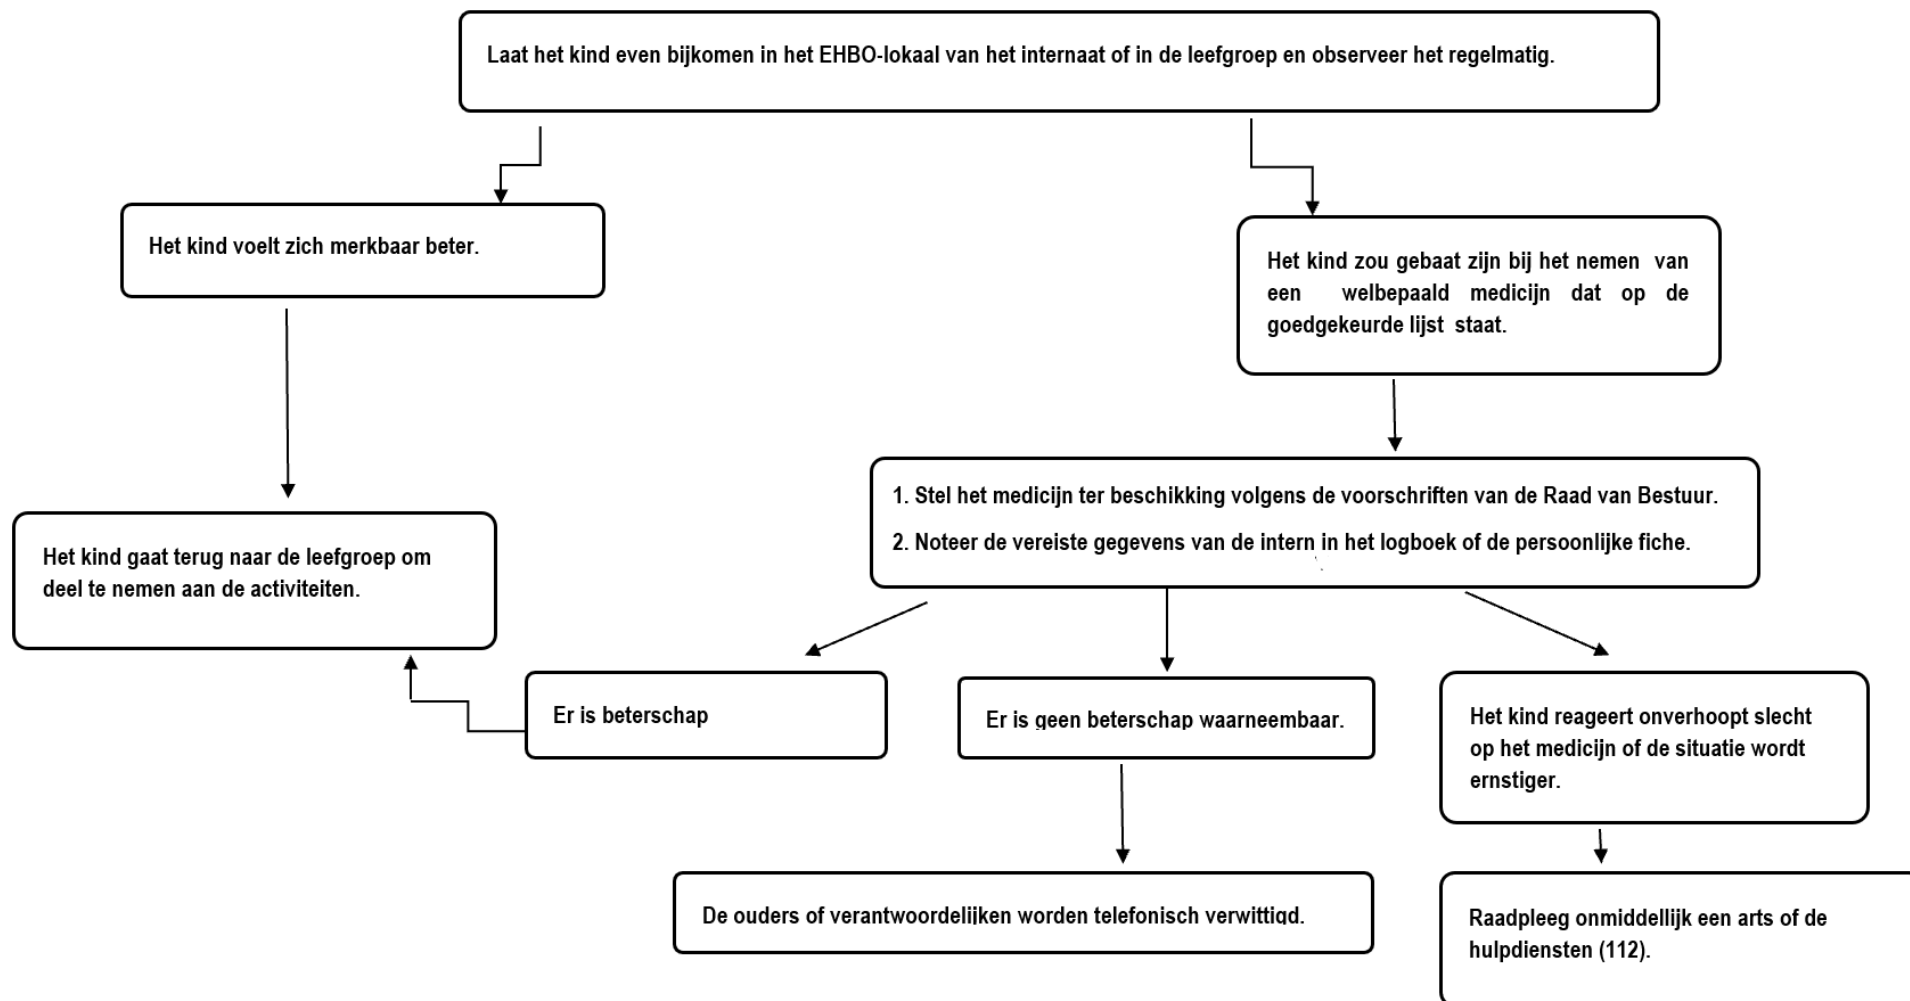 Laat het kind even bijkomen in het EHBO-lokaal van het internaat of in de leefgroep en observeer het regelmatig.
Het kind voelt zich merkbaar beter.
Het kind zou gebaat zijn bij het nemen van
een welbepaald medicijn dat op de
goedgekeurde lijst staat.
1. Stel het medicijn ter beschikking volgens de voorschriften van de Raad van Bestuur.
2. Noteer de vereiste gegevens van de intern in het logboek of de persoonlijke fiche.
Het kind gaat terug naar de leefgroep om
deel te nemen aan de activiteiten.
Er is beterschap
Er is geen beterschap waarneembaar.
Het kind reageert onverhoopt slecht
op het medicijn of de situatie wordt
ernstiger.
De ouders of verantwoordelijken worden telefonisch verwittigd.
Raadpleeg onmiddellijk een arts of de
hulpdiensten (112).